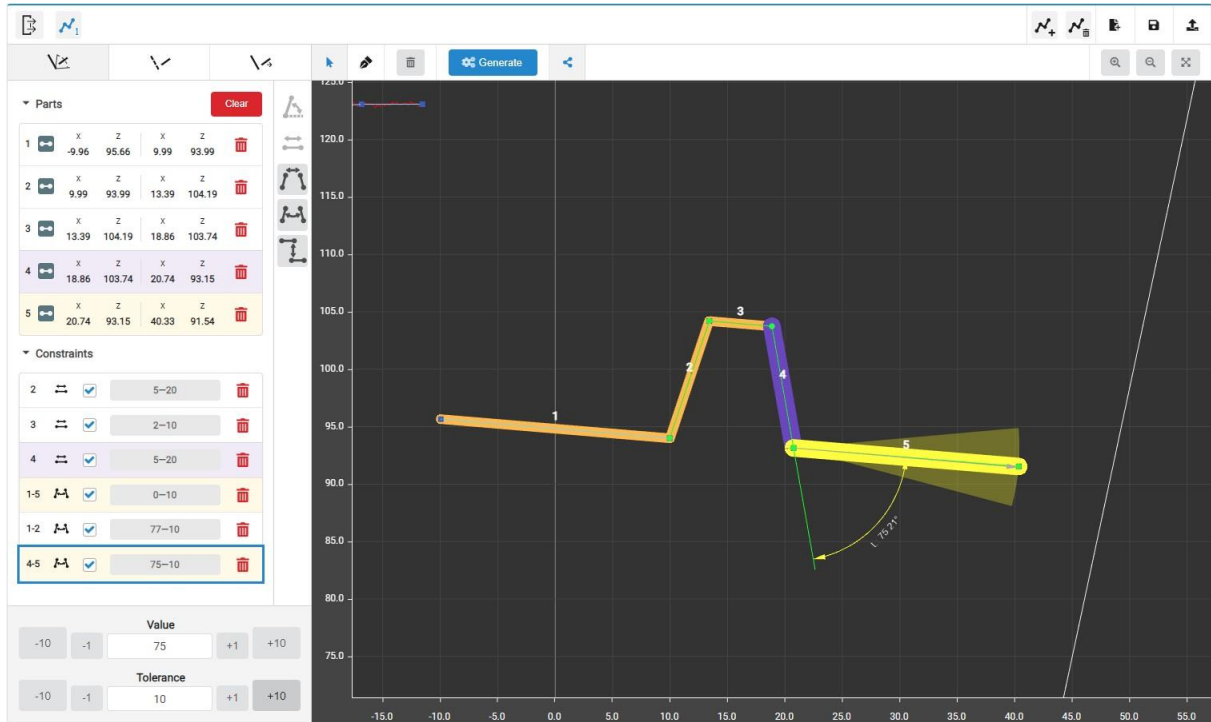 1
Generate
Parts
Clear
1 X Z X Z
-9.96 95.66 9.99 93.99
2 X Z X Z
9.99 93.99 13.39 104.19
3 X Z X Z
13.39 104.19 18.86 103.74
4 X Z X Z
18.86 103.74 20.74 93.15
5 X Z X Z
20.74 93.15 40.33 91.54
Constraints
2 5—20
3 2—10
4 5—20
1-5 0—10
1-2 77—10
4-5 75—10
Value
-10 -1 75 +1 +10
Tolerance
-10 -1 10 +1 +10
125.0
120.0
115.0
110.0
105.0
100.0
95.0
90.0
85.0
80.0
75.0
1
2
3
4
5
75.21°
-15.0 -10.0 -5.0 0.0 5.0 10.0 15.0 20.0 25.0 30.0 35.0 40.0 45.0 50.0 55.0